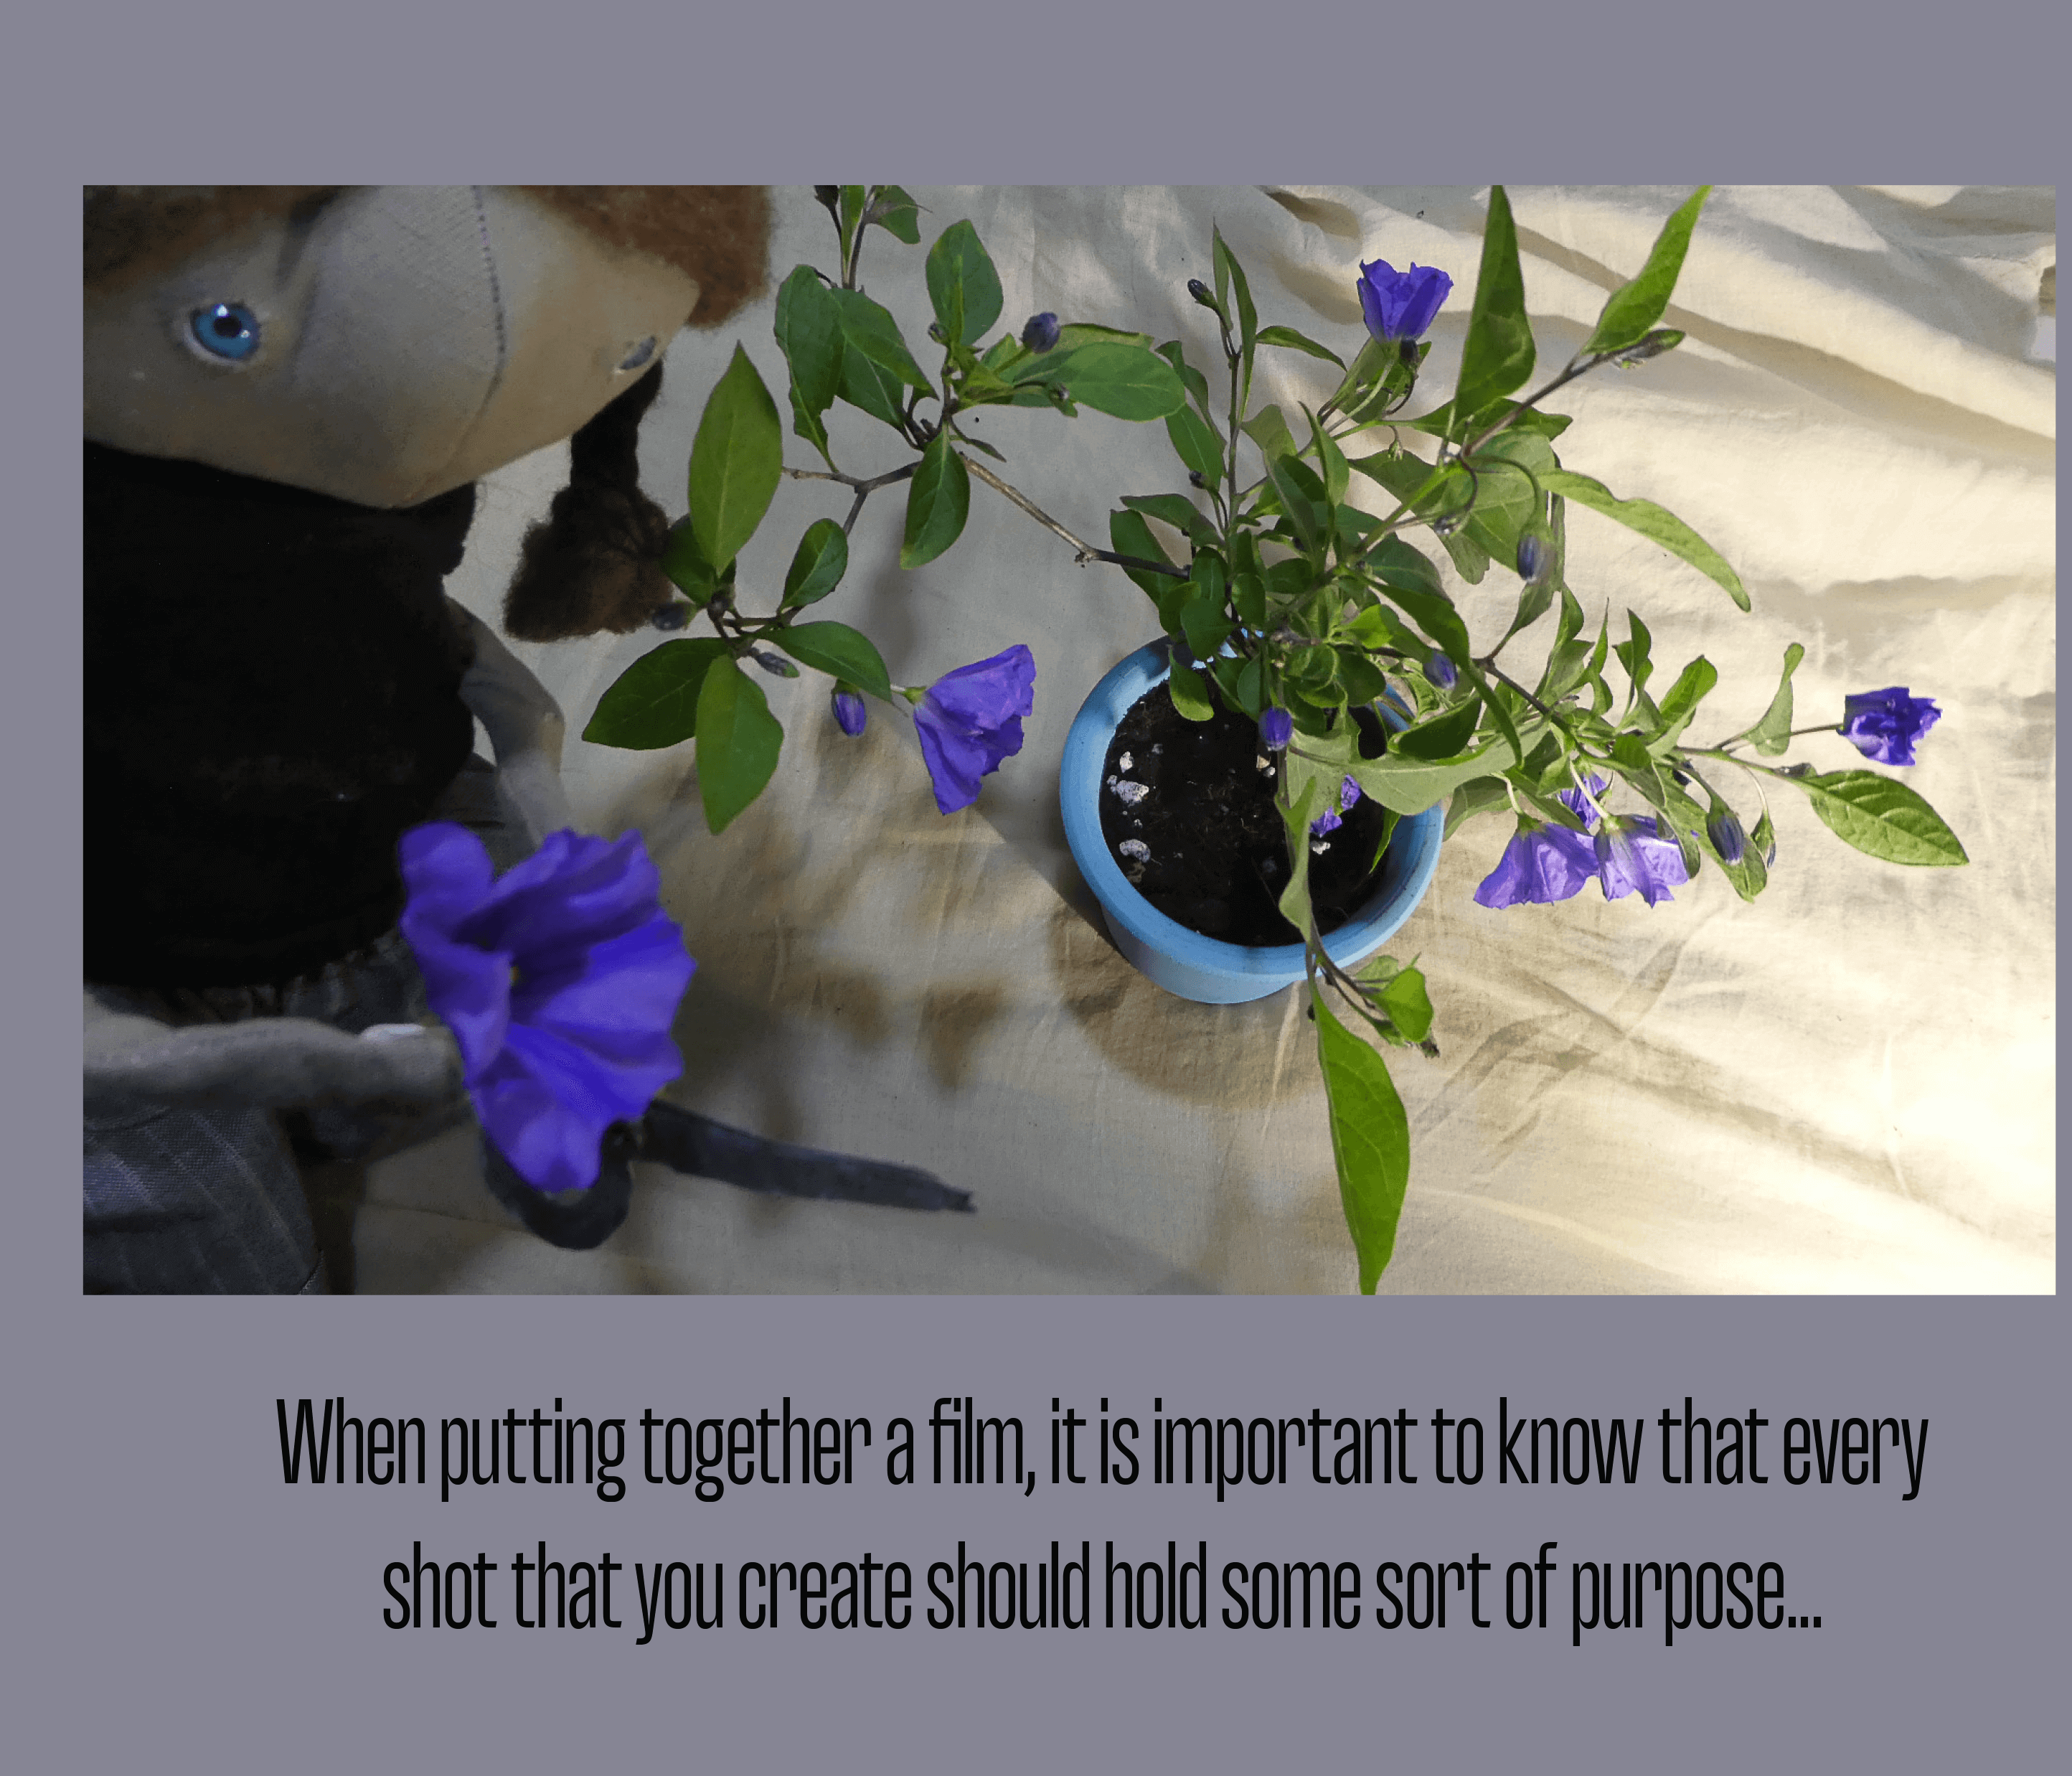 When putting together a film, it is important to know that every
shot that you create should hold some sort of purpose...